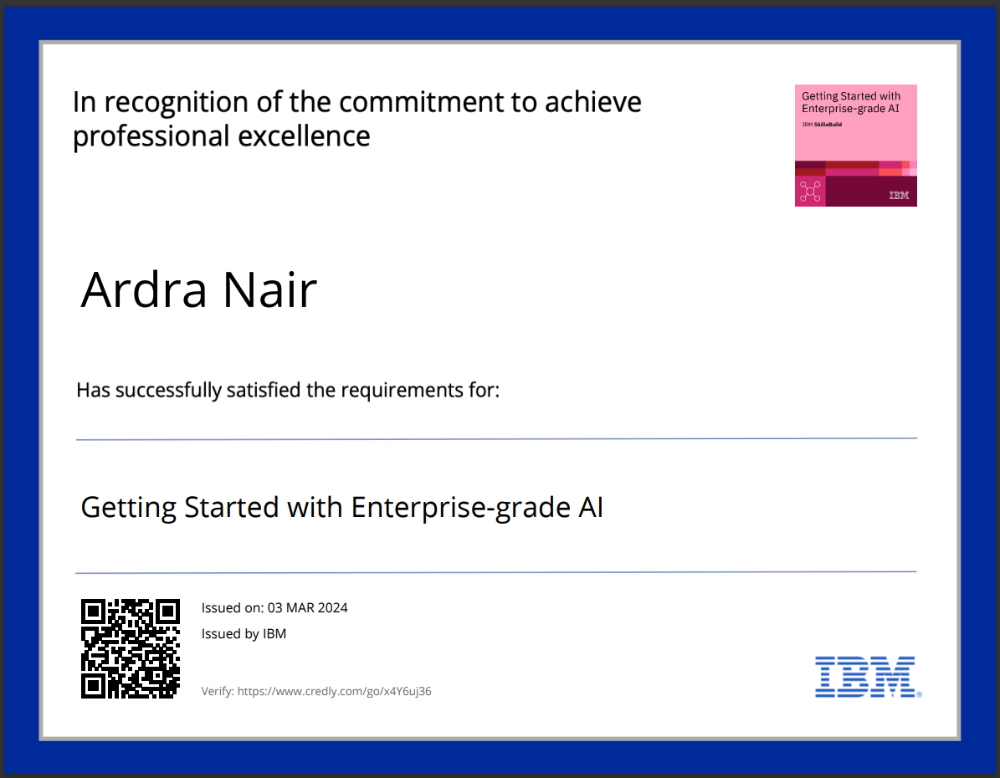 In recognition of the commitment to achieve
professional excellence
Getting Started with
Enterprise-grade AI
IBM SkillsBuild
IBM
Ardra Nair
Has successfully satisfied the requirements for:
Getting Started with Enterprise-grade AI
Issued on: 03 MAR 2024
Issued by IBM
Verify: https://www.credly.com/go/x4Y6uj36
IBM®